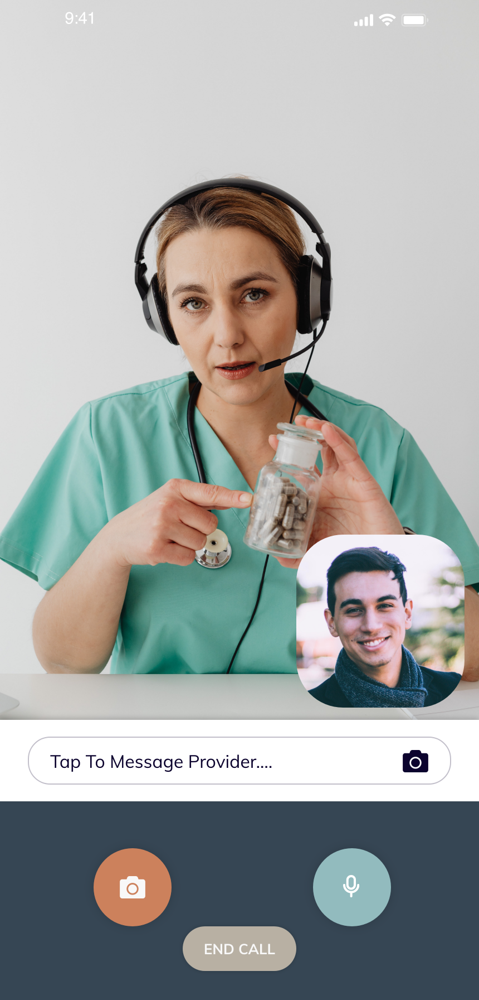 9:41
Tap To Message Provider....
END CALL